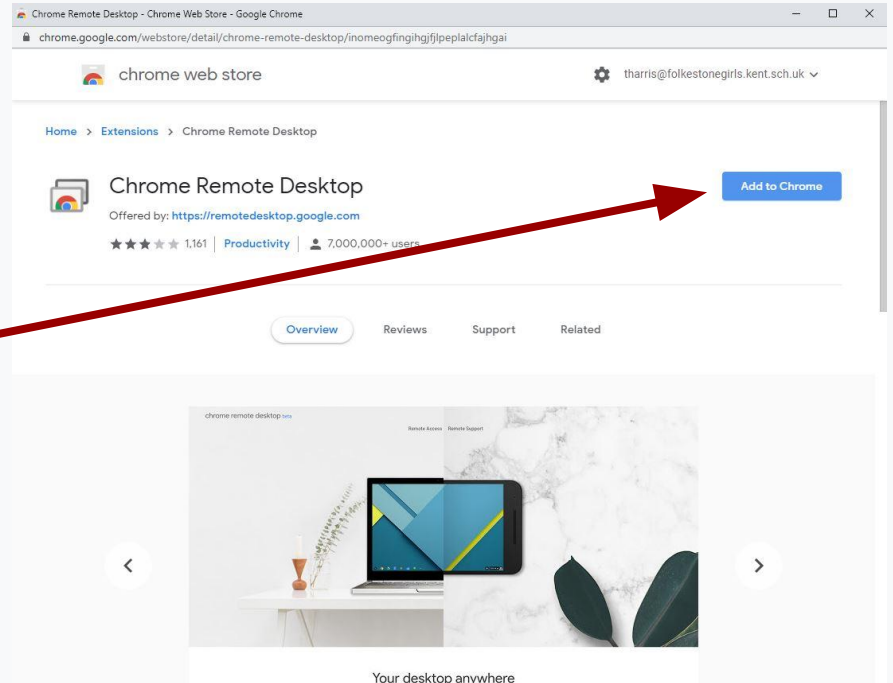 Chrome Remote Desktop - Chrome Web Store - Google Chrome
chrome.google.com/webstore/detail/chrome-remote-desktop/inomeogfingihgjfjlpeplalcfajhgai
chrome web store
tharris@folkestonegirls.kent.sch.uk
Home > Extensions > Chrome Remote Desktop
Chrome Remote Desktop
Add to Chrome
Offered by: https://remotedesktop.google.com
1,161 | Productivity | 7,000,000+ users
Overview Reviews Support Related
chrome remote desktop beta
Remote Access Remote Support
Your desktop anywhere